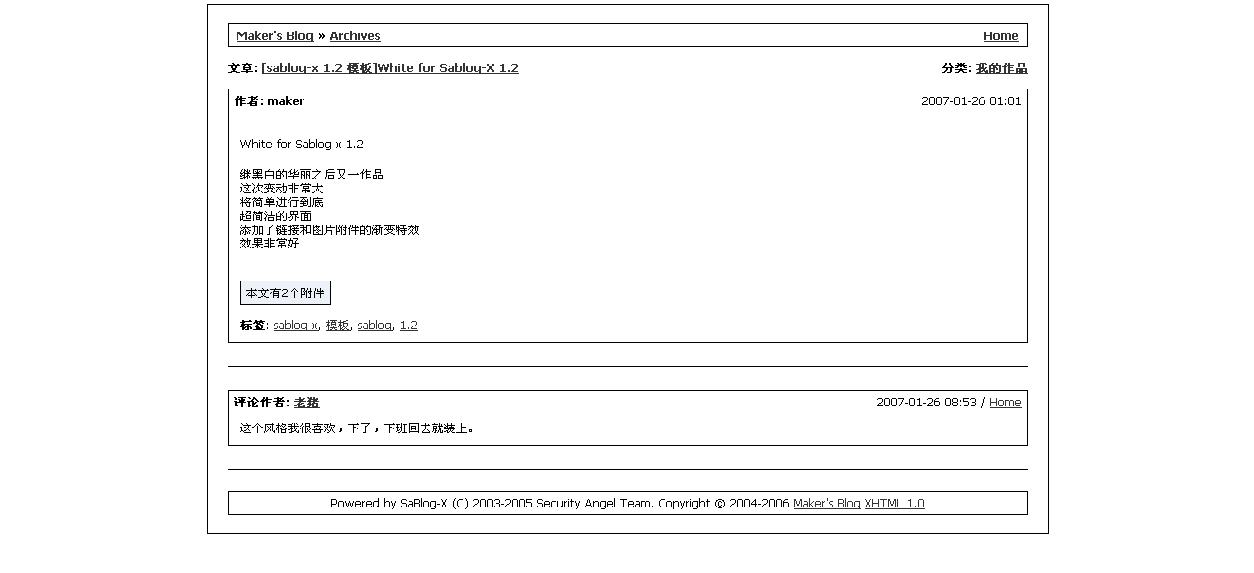 Maker's Blog » Archives Home
文章: [sablog-x 1.2 模板]White for Sablog-X 1.2 分类: 我的作品
作者: maker 2007-01-26 01:01
White for Sablog-x 1.2
继黑白的华丽之后又一作品
这次变动非常大
将简单进行到底
超简洁的界面
添加了链接和图片附件的渐变特效
效果非常好
本文有2个附件
标签: sablog-x, 模板, sablog, 1.2
评论作者: 老猪 2007-01-26 08:53 / Home
这个风格我很喜欢，下了，下班回去就装上。
Powered by SaBlog-X (C) 2003-2005 Security Angel Team. Copyright © 2004-2006 Maker's Blog XHTML 1.0